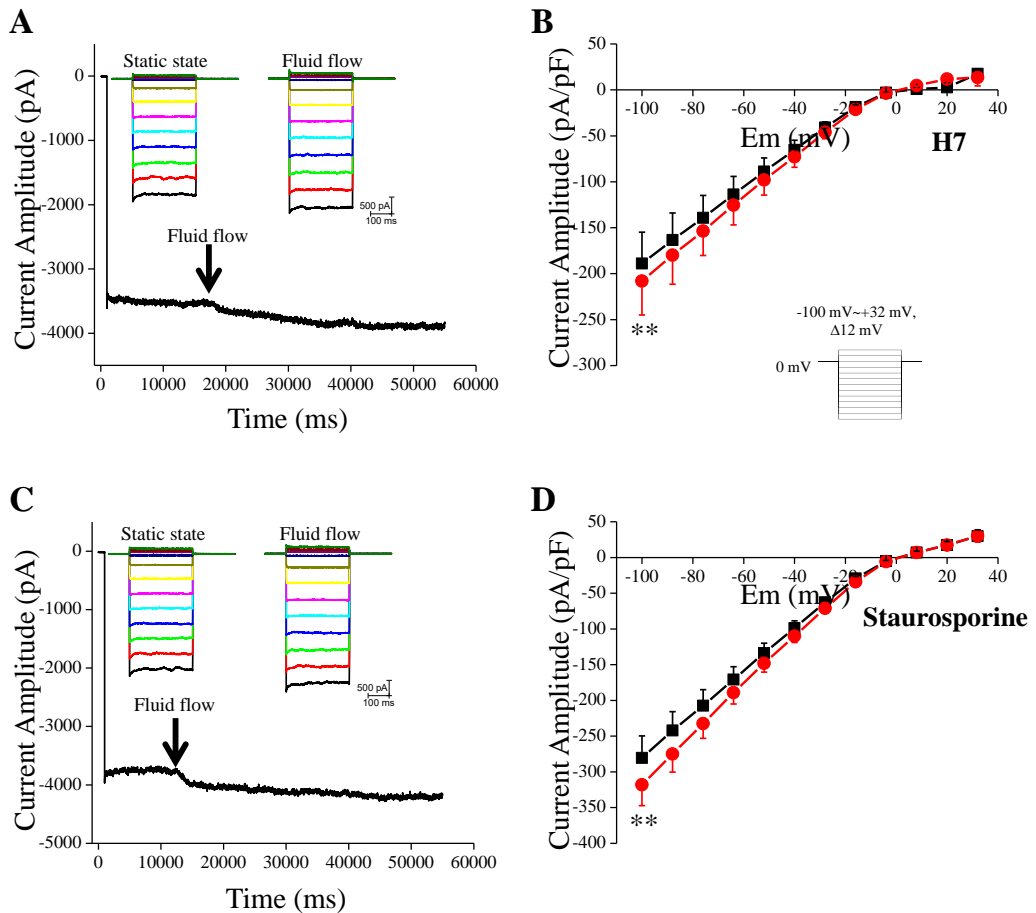 A
Static state
Fluid flow
0
-1000
-2000
-3000
-4000
500 pA
100 ms
Fluid flow
Current Amplitude (pA)
0 10000 20000 30000 40000 50000 60000
Time (ms)
B
50
0
-50
-100
-150
-200
-250
-300
-100 -80 -60 -40 -20 0 20 40
Em (mV)
H7
Current Amplitude (pA/pF)
**
-100 mV~+32 mV,
Δ12 mV
0 mV
C
Static state
Fluid flow
0
-1000
-2000
-3000
-4000
-5000
500 pA
100 ms
Fluid flow
Current Amplitude (pA)
0 10000 20000 30000 40000 50000 60000
Time (ms)
D
50
0
-50
-100
-150
-200
-250
-300
-350
-400
-100 -80 -60 -40 -20 0 20 40
Em (mV)
Staurosporine
Current Amplitude (pA/pF)
**